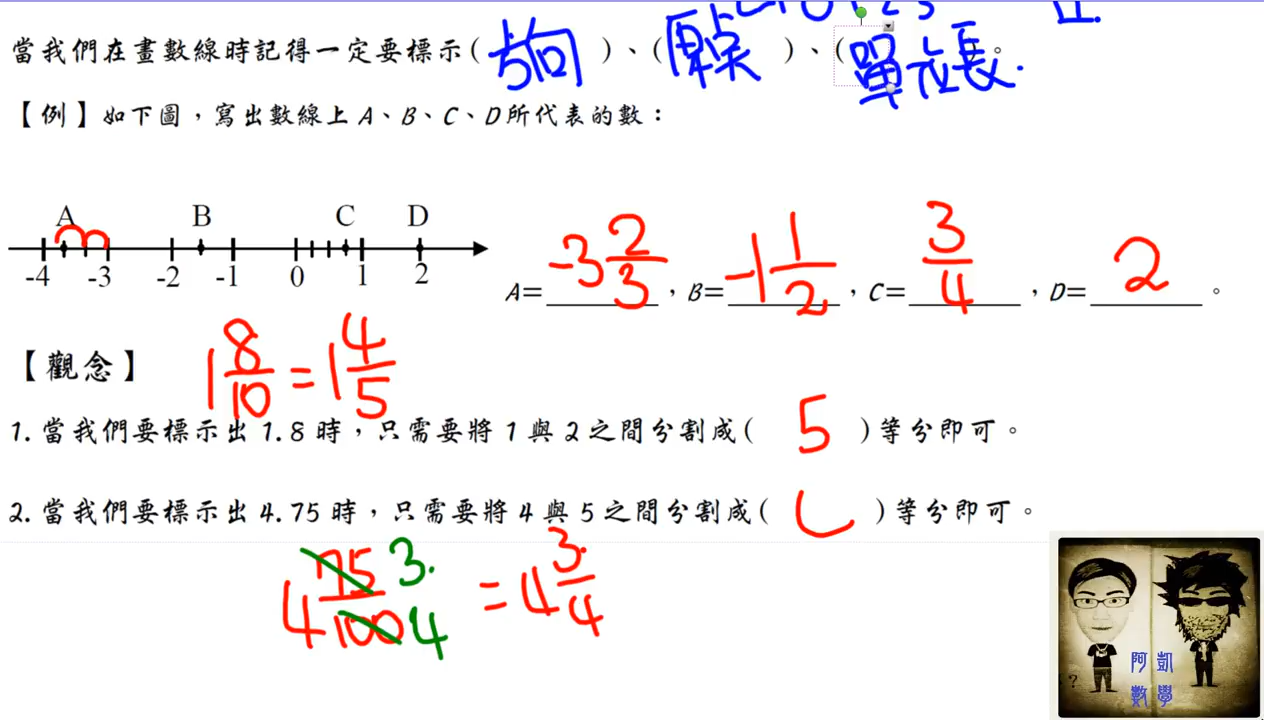 當我們在畫數線時記得一定要標示(方向)、(原點)、(單位長)。
【例】如下圖，寫出數線上 A、B、C、D所代表的數：
A B C D
-4 -3 -2 -1 0 1 2
A= -3 2/3 ，B= -1 1/2 ，C= 3/4 ，D= 2 。
【觀念】 1 8/10 = 1 4/5
1. 當我們要標示出 1.8 時，只需要將 1 與 2 之間分割成( 5 )等分即可。
2. 當我們要標示出 4.75 時，只需要將 4 與 5 之間分割成( )等分即可。
4 75/100 3/4 = 4 3/4
阿凱
數學